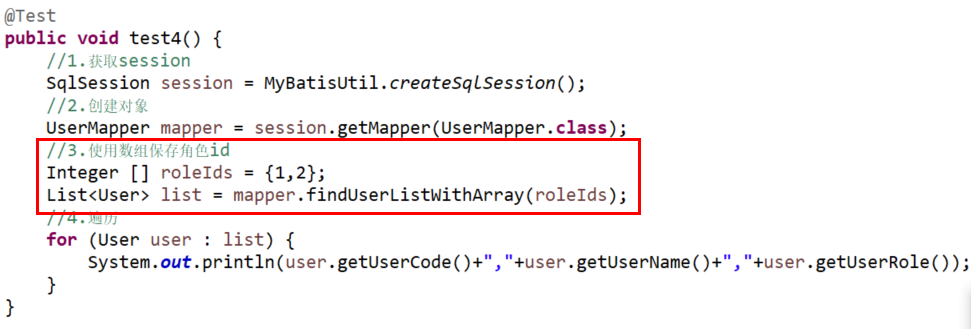 @Test
public void test4() {
//1.获取session
SqlSession session = MyBatisUtil.createSqlSession();
//2.创建对象
UserMapper mapper = session.getMapper(UserMapper.class);
//3.使用数组保存角色id
Integer [] roleIds = {1,2};
List<User> list = mapper.findUserListWithArray(roleIds);
//4.遍历
for (User user : list) {
System.out.println(user.getUserCode()+","+user.getUserName()+","+user.getUserRole());
}
}